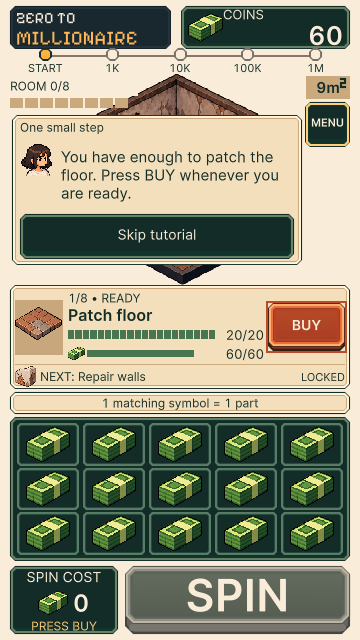 ZERO TO
MILLIONAIRE
COINS
60
START
1K
10K
100K
1M
ROOM 0/8
9m²
MENU
One small step
You have enough to patch the
floor. Press BUY whenever you
are ready.
Skip tutorial
1/8 • READY
Patch floor
20/20
60/60
BUY
NEXT: Repair walls
LOCKED
1 matching symbol = 1 part
SPIN COST
0
PRESS BUY
SPIN